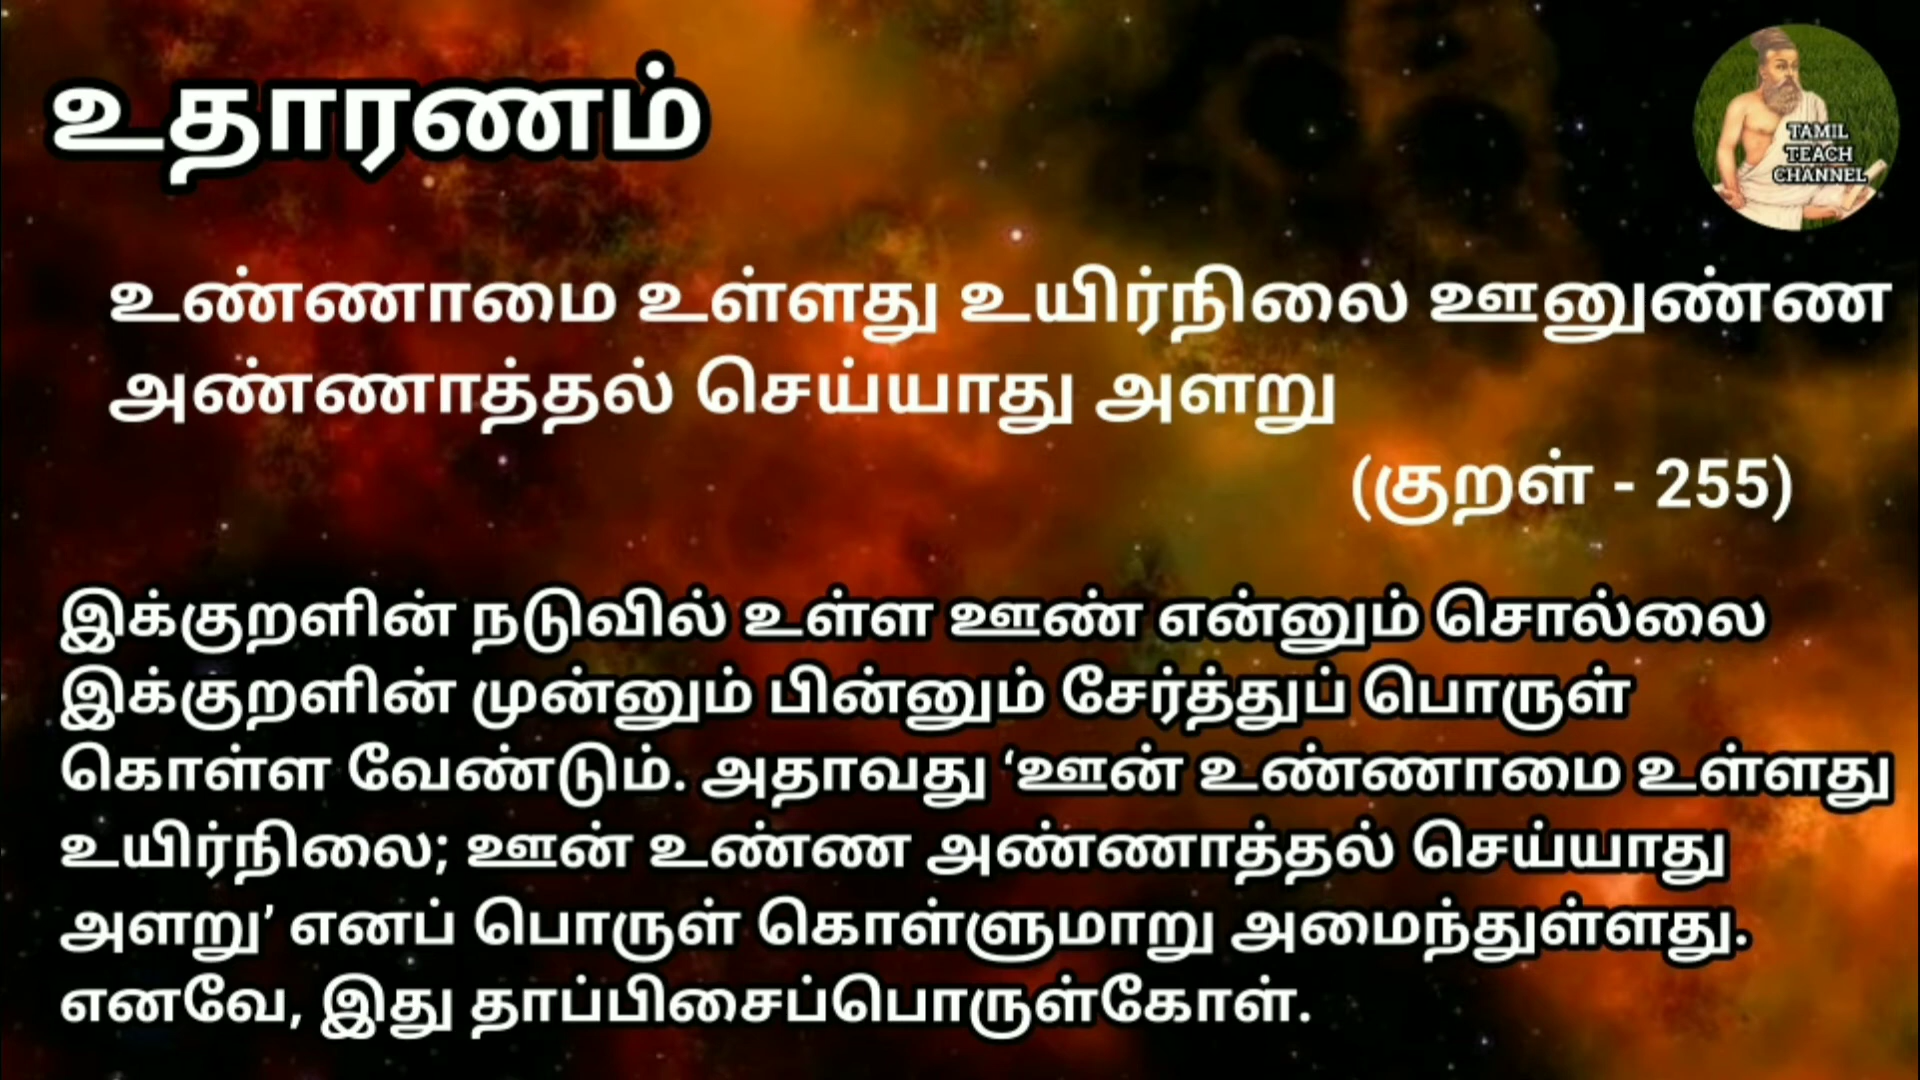 உதாரணம்
TAMIL
TEACH
CHANNEL
உண்ணாமை உள்ளது உயிர்நிலை ஊனுண்ண
அண்ணாத்தல் செய்யாது அளறு
(குறள் - 255)
இக்குறளின் நடுவில் உள்ள ஊண் என்னும் சொல்லை
இக்குறளின் முன்னும் பின்னும் சேர்த்துப் பொருள்
கொள்ள வேண்டும். அதாவது ‘ஊன் உண்ணாமை உள்ளது
உயிர்நிலை; ஊன் உண்ண அண்ணாத்தல் செய்யாது
அளறு’ எனப் பொருள் கொள்ளுமாறு அமைந்துள்ளது.
எனவே, இது தாப்பிசைப்பொருள்கோள்.